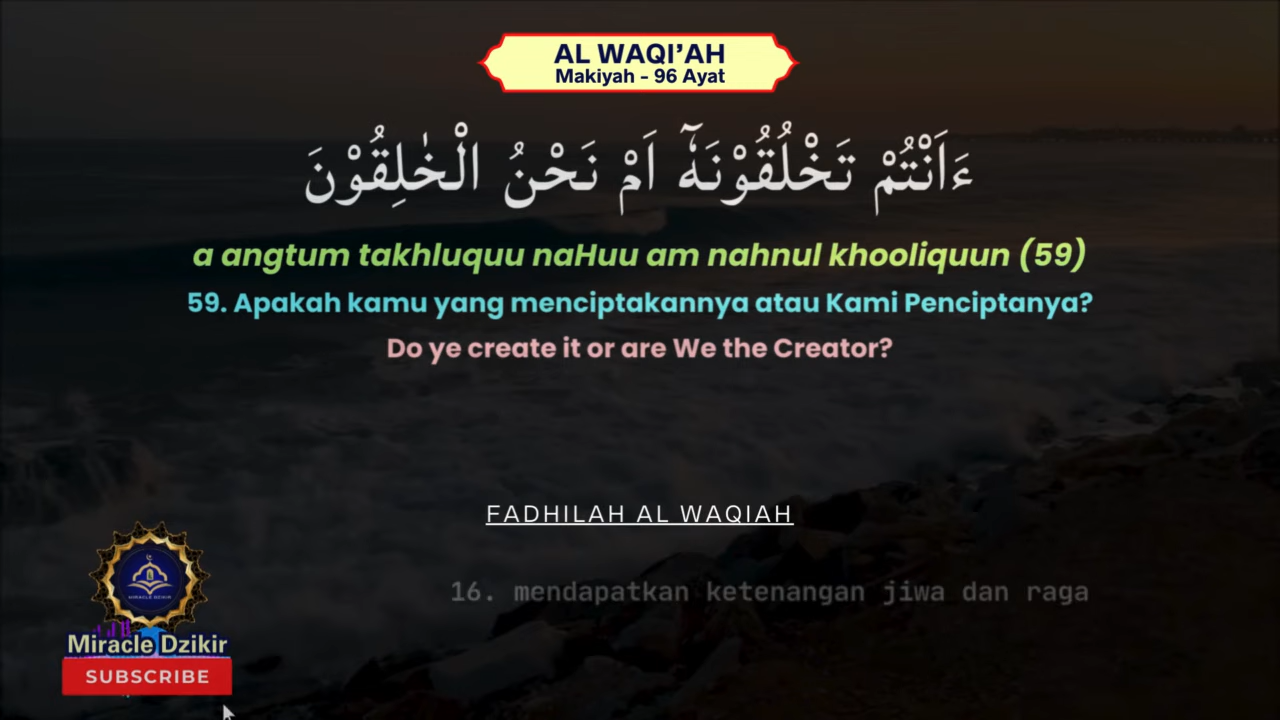 AL WAQI’AH
Makiyah - 96 Ayat
ءَاَنْتُمْ تَخْلُقُوْنَهٗٓ اَمْ نَحْنُ الْخٰلِقُوْنَ
a angtum takhluquu naHuu am nahnul khooliquun (59)
59. Apakah kamu yang menciptakannya atau Kami Penciptanya?
Do ye create it or are We the Creator?
FADHILAH AL WAQIAH
16. mendapatkan ketenangan jiwa dan raga
MIRACLE DZIKIR
Miracle Dzikir
SUBSCRIBE